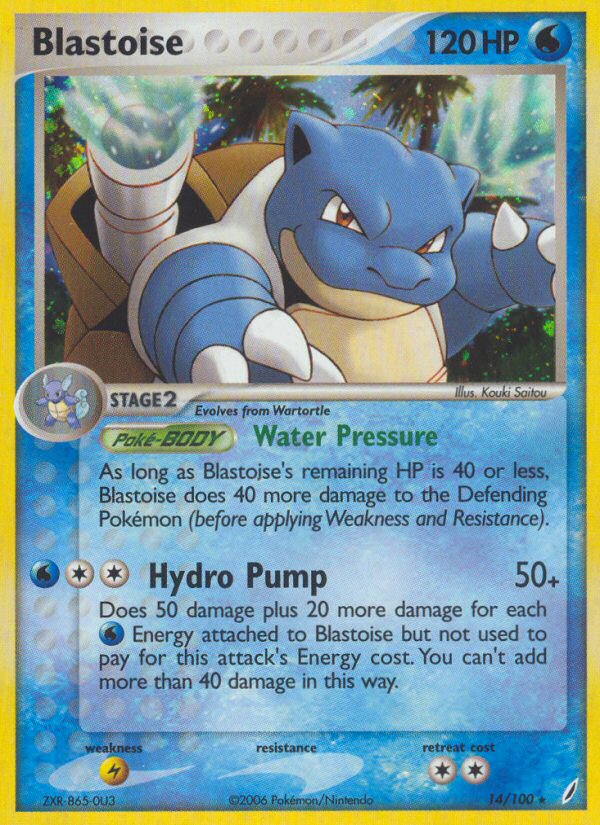 Blastoise 120 HP
Illus. Kouki Saitou
STAGE 2
Evolves from Wartortle
Poké-BODY Water Pressure
As long as Blastoise's remaining HP is 40 or less,
Blastoise does 40 more damage to the Defending
Pokémon (before applying Weakness and Resistance).
Hydro Pump 50+
Does 50 damage plus 20 more damage for each
Energy attached to Blastoise but not used to
pay for this attack's Energy cost. You can't add
more than 40 damage in this way.
weakness resistance retreat cost
ZXR-865-0U3 ©2006 Pokémon/Nintendo 14/100 ★